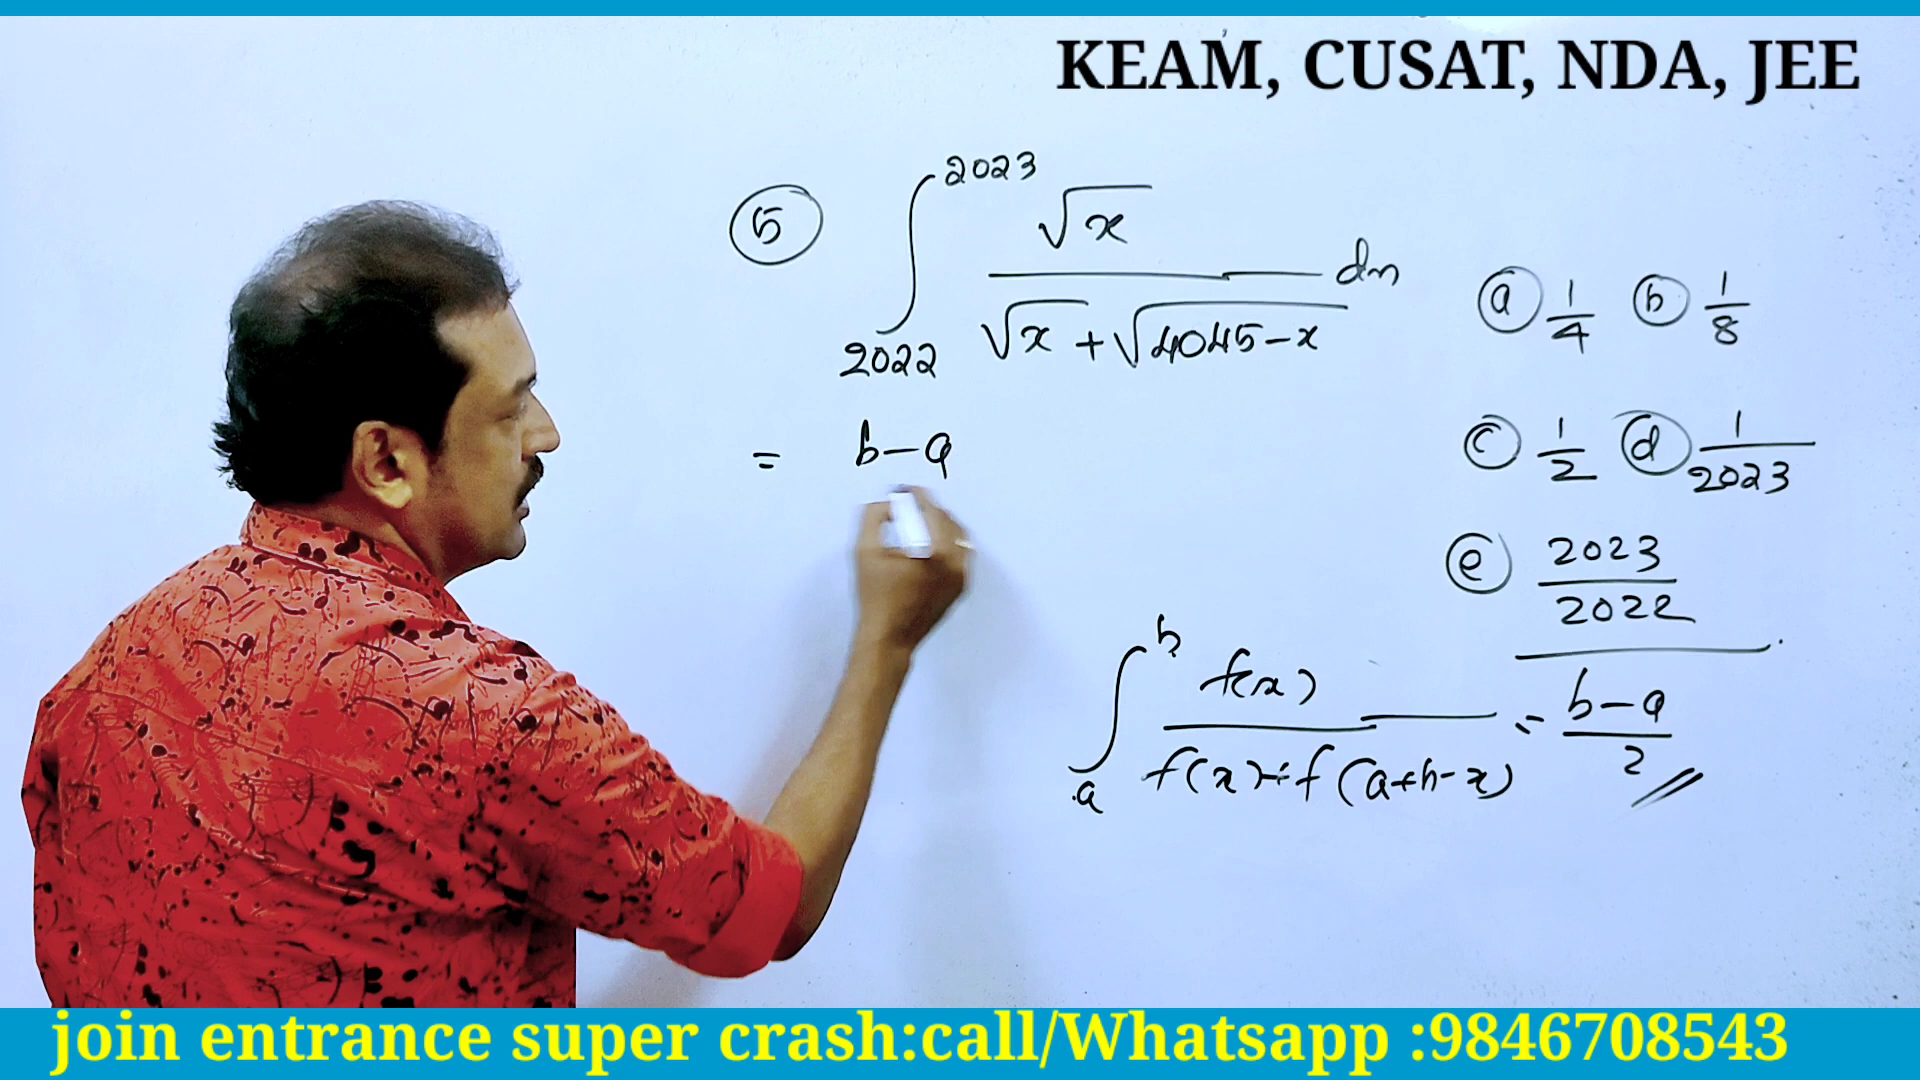 KEAM, CUSAT, NDA, JEE
5 ∫ 2023 2022 √x / (√x + √4045-x) dx
a 1/4 b 1/8
c 1/2 d 1/2023
e 2023/2022
= b-a
∫ b a f(x) / f(x)+f(a+b-x) = b-a / 2
join entrance super crash:call/Whatsapp :9846708543